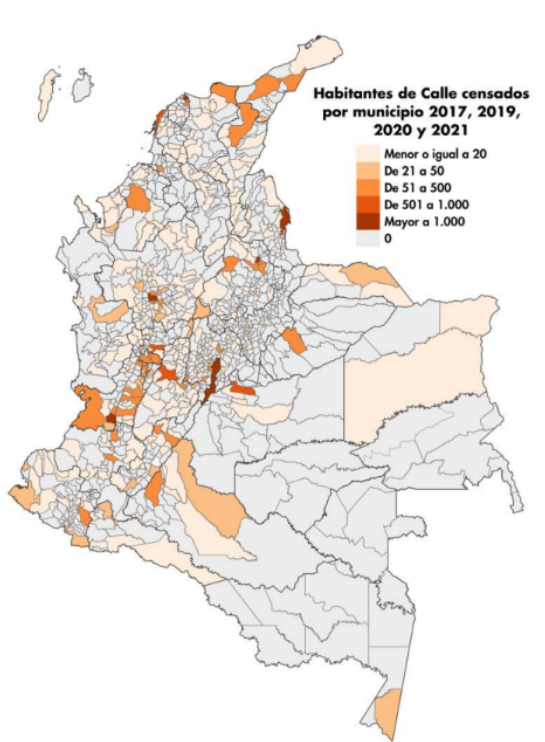 Habitantes de Calle censados
por municipio 2017, 2019,
2020 y 2021
Menor o igual a 20
De 21 a 50
De 51 a 500
De 501 a 1.000
Mayor a 1.000
0